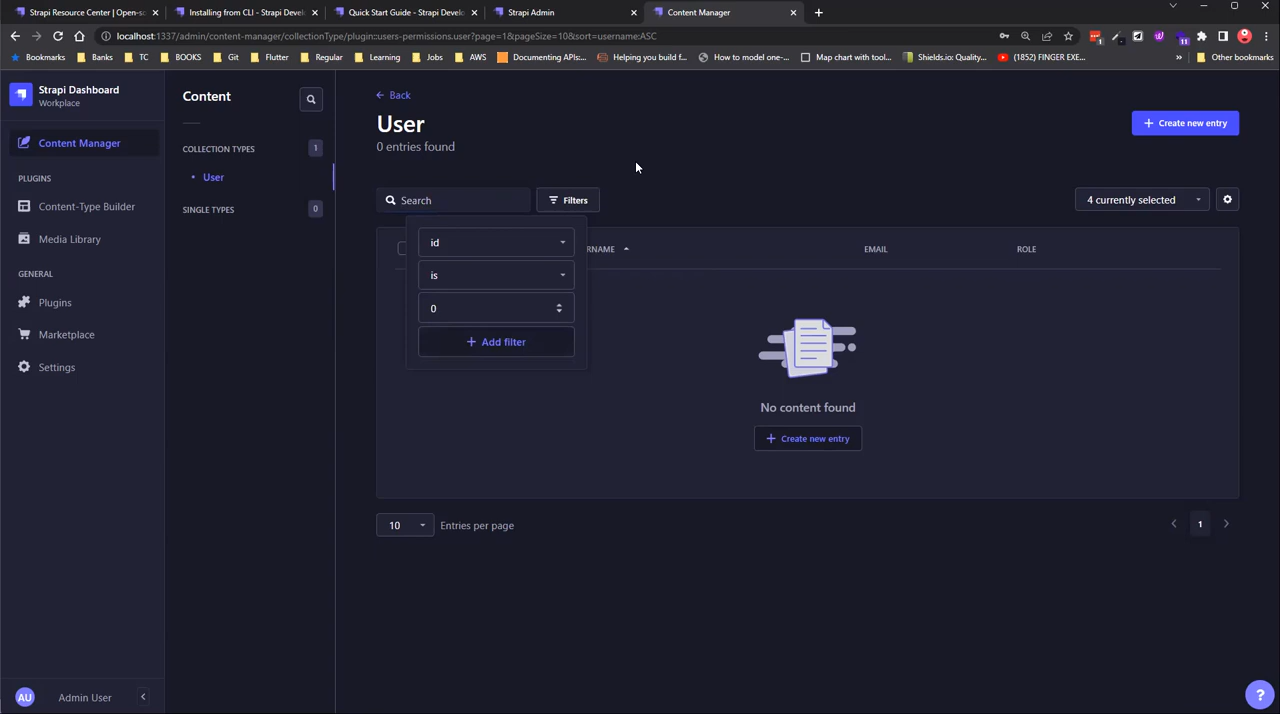 Strapi Resource Center | Open-so
Installing from CLI - Strapi Devel
Quick Start Guide - Strapi Develo
Strapi Admin
Content Manager
localhost:1337/admin/content-manager/collectionType/plugin::users-permissions.user?page=1&pageSize=10&sort=username:ASC
1
11
Bookmarks
Banks
TC
BOOKS
Git
Flutter
Regular
Learning
Jobs
AWS
Documenting APIs:...
Helping you build f...
How to model one-...
Map chart with tool...
Shields.io: Quality...
(1852) FINGER EXE...
»
Other bookmarks
Strapi Dashboard
Workplace
Content Manager
PLUGINS
Content-Type Builder
Media Library
GENERAL
Plugins
Marketplace
Settings
AU
Admin User
Content
COLLECTION TYPES
1
User
SINGLE TYPES
0
Back
User
0 entries found
Create new entry
Search
Filters
4 currently selected
id
is
0
Add filter
RNAME
EMAIL
ROLE
No content found
Create new entry
10
Entries per page
1
?